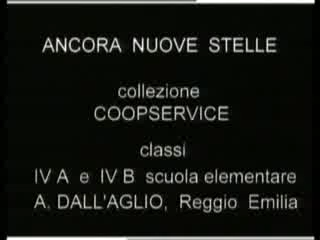 ANCORA NUOVE STELLE
collezione
COOPSERVICE
classi
IV A e IV B scuola elementare
A. DALL'AGLIO, Reggio Emilia